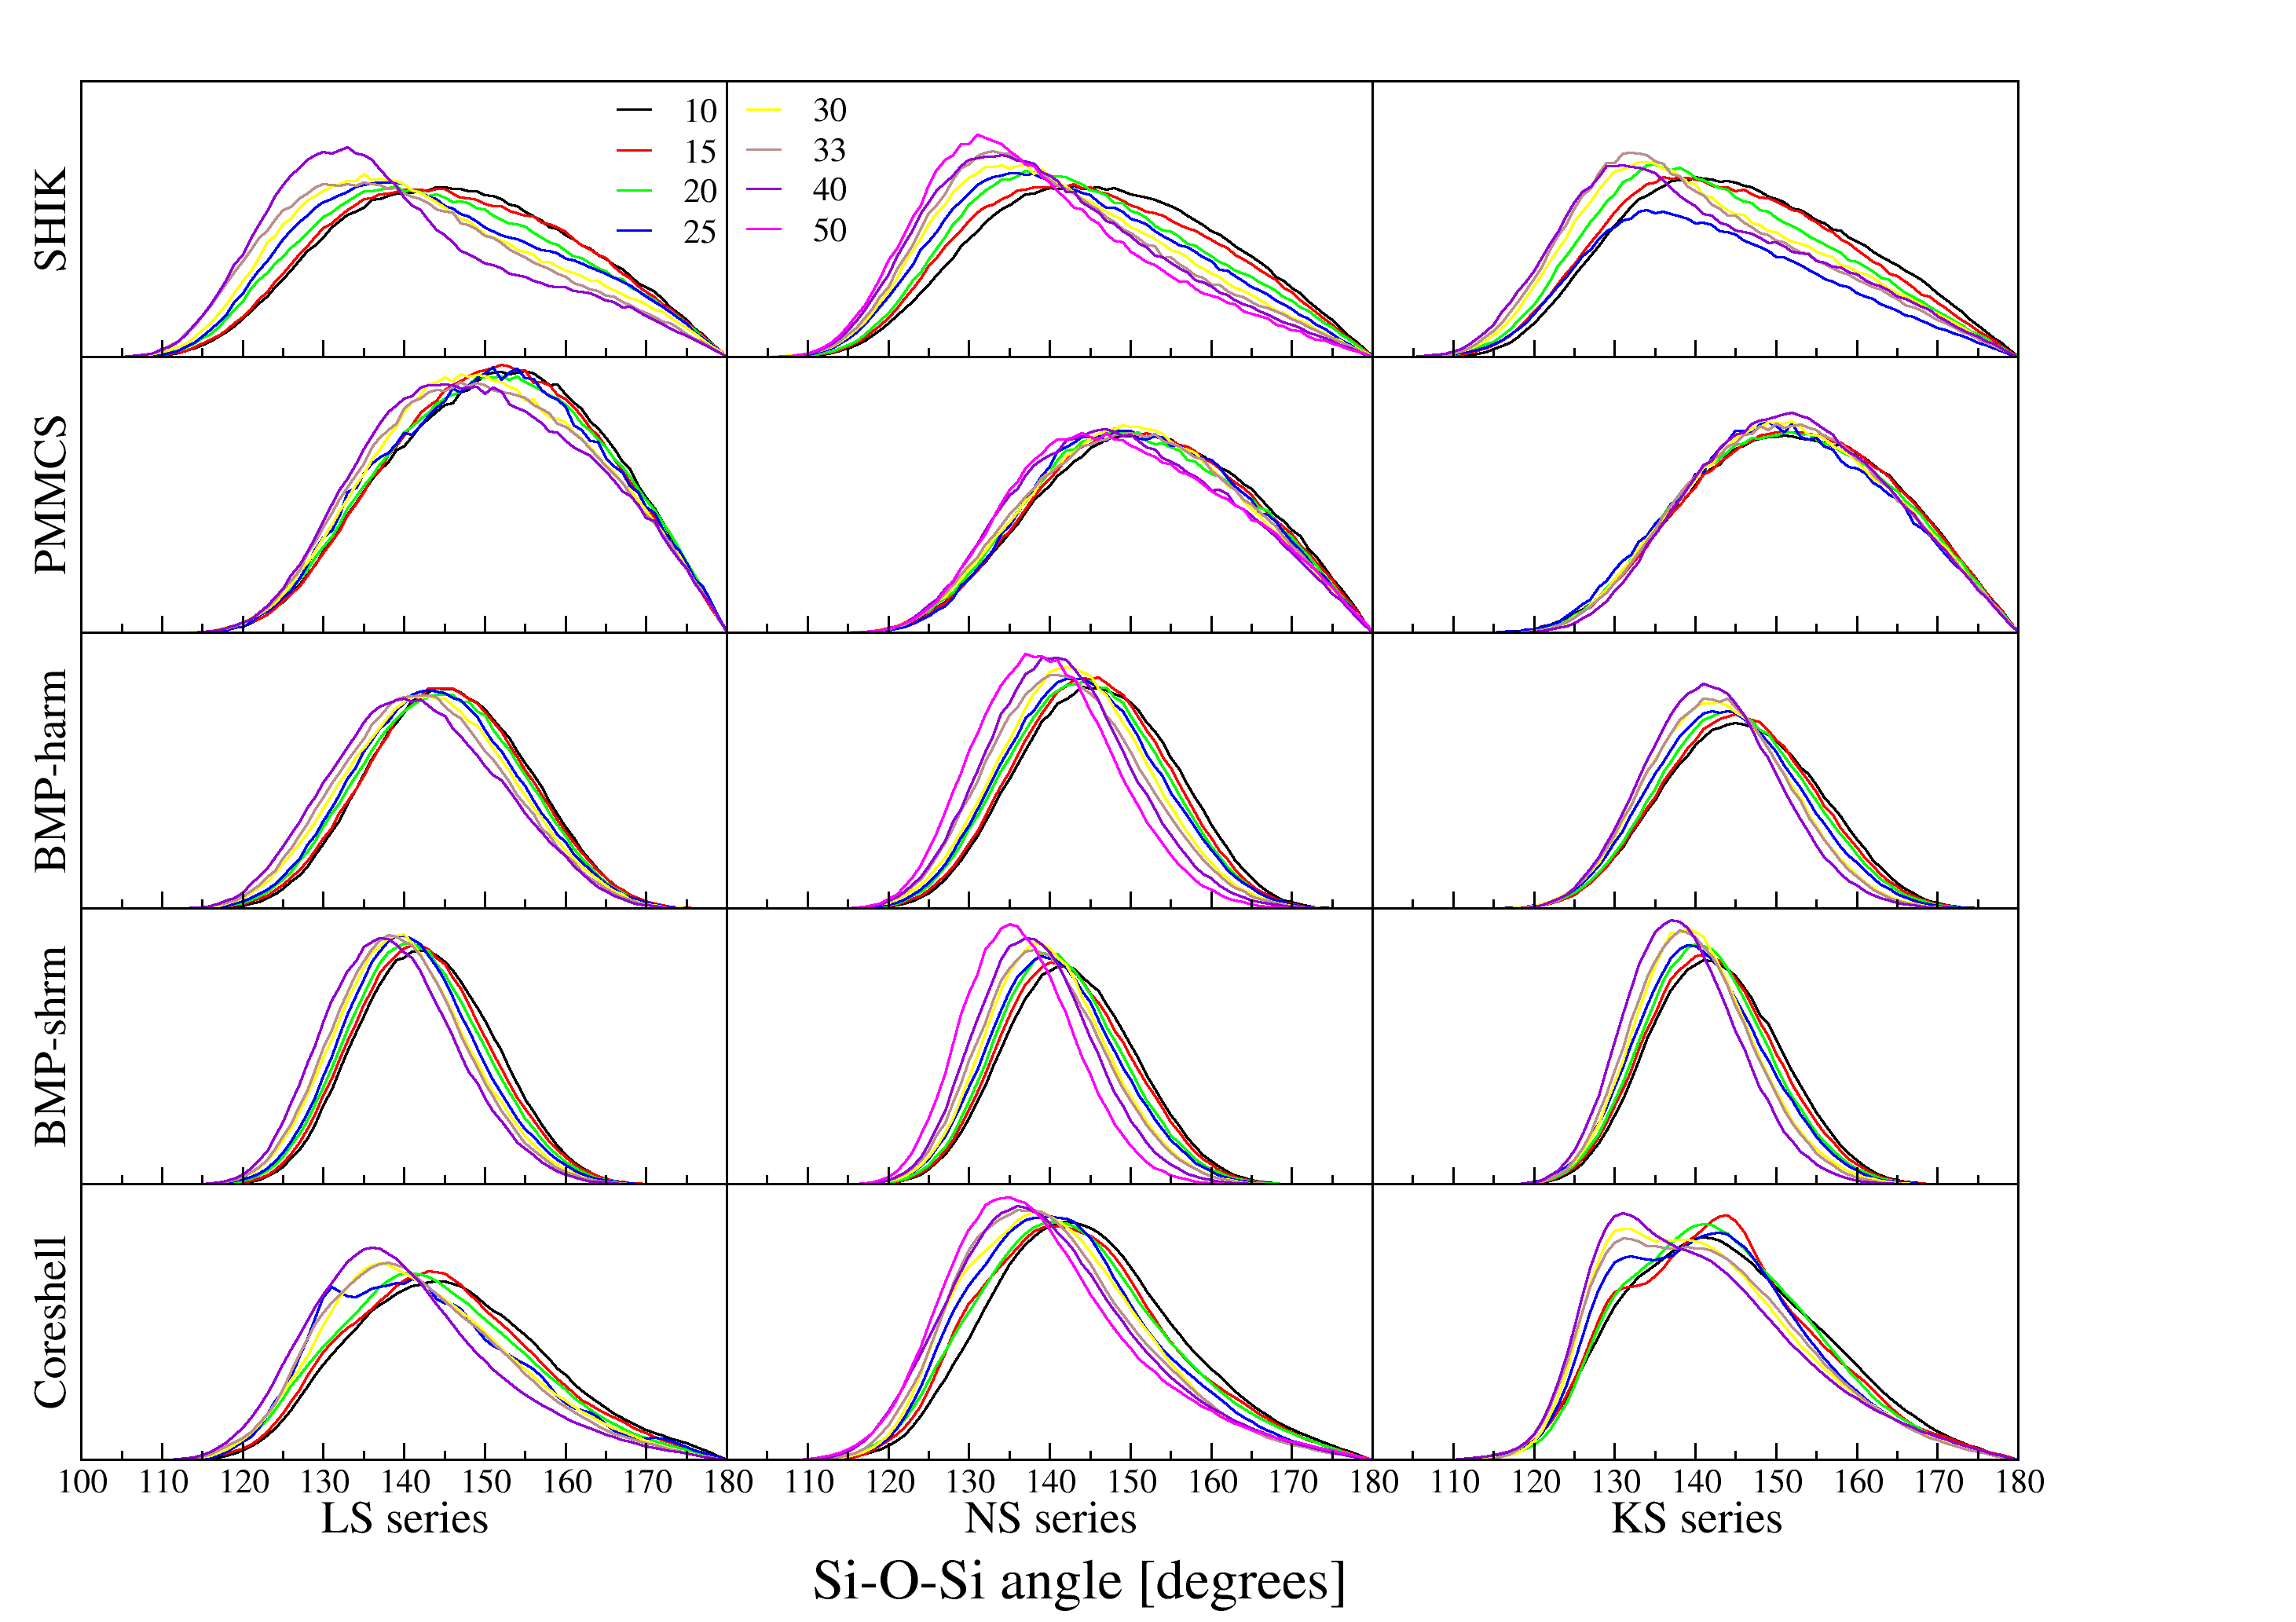 10 30
15 33
20 40
25 50
SHIK
PMMCS
BMP-harm
BMP-shrm
Coreshell
100 110 120 130 140 150 160 170 180 110 120 130 140 150 160 170 180 110 120 130 140 150 160 170 180
LS series NS series KS series
Si-O-Si angle [degrees]